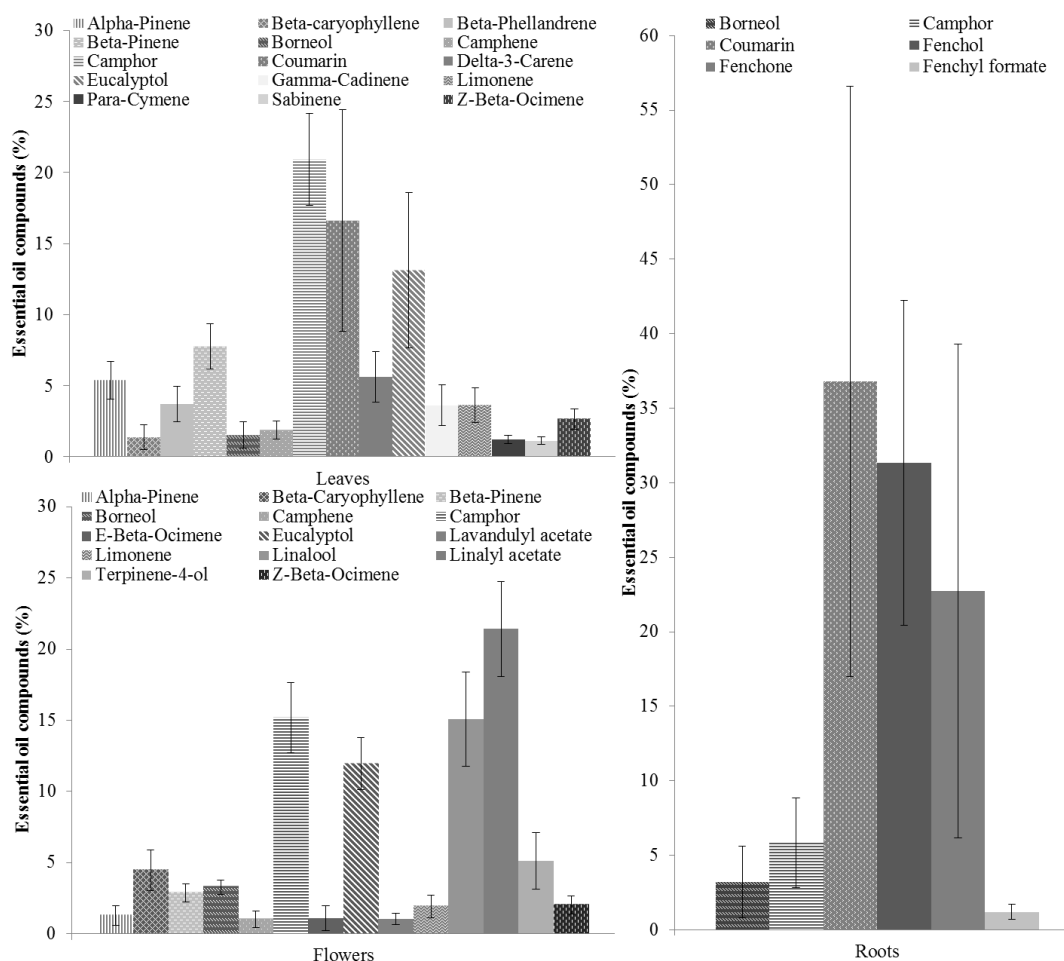 Alpha-Pinene Beta-caryophyllene Beta-Phellandrene
Beta-Pinene Borneol Camphene
Camphor Coumarin Delta-3-Carene
Eucalyptol Gamma-Cadinene Limonene
Para-Cymene Sabinene Z-Beta-Ocimene
Essential oil compounds (%)
30
25
20
15
10
5
0
Leaves
Alpha-Pinene Beta-Caryophyllene Beta-Pinene
Borneol Camphene Camphor
E-Beta-Ocimene Eucalyptol Lavandulyl acetate
Limonene Linalool Linalyl acetate
Terpinene-4-ol Z-Beta-Ocimene
Essential oil compounds (%)
30
25
20
15
10
5
0
Flowers
Borneol Camphor
Coumarin Fenchol
Fenchone Fenchyl formate
Essential oil compounds (%)
60
55
50
45
40
35
30
25
20
15
10
5
0
Roots